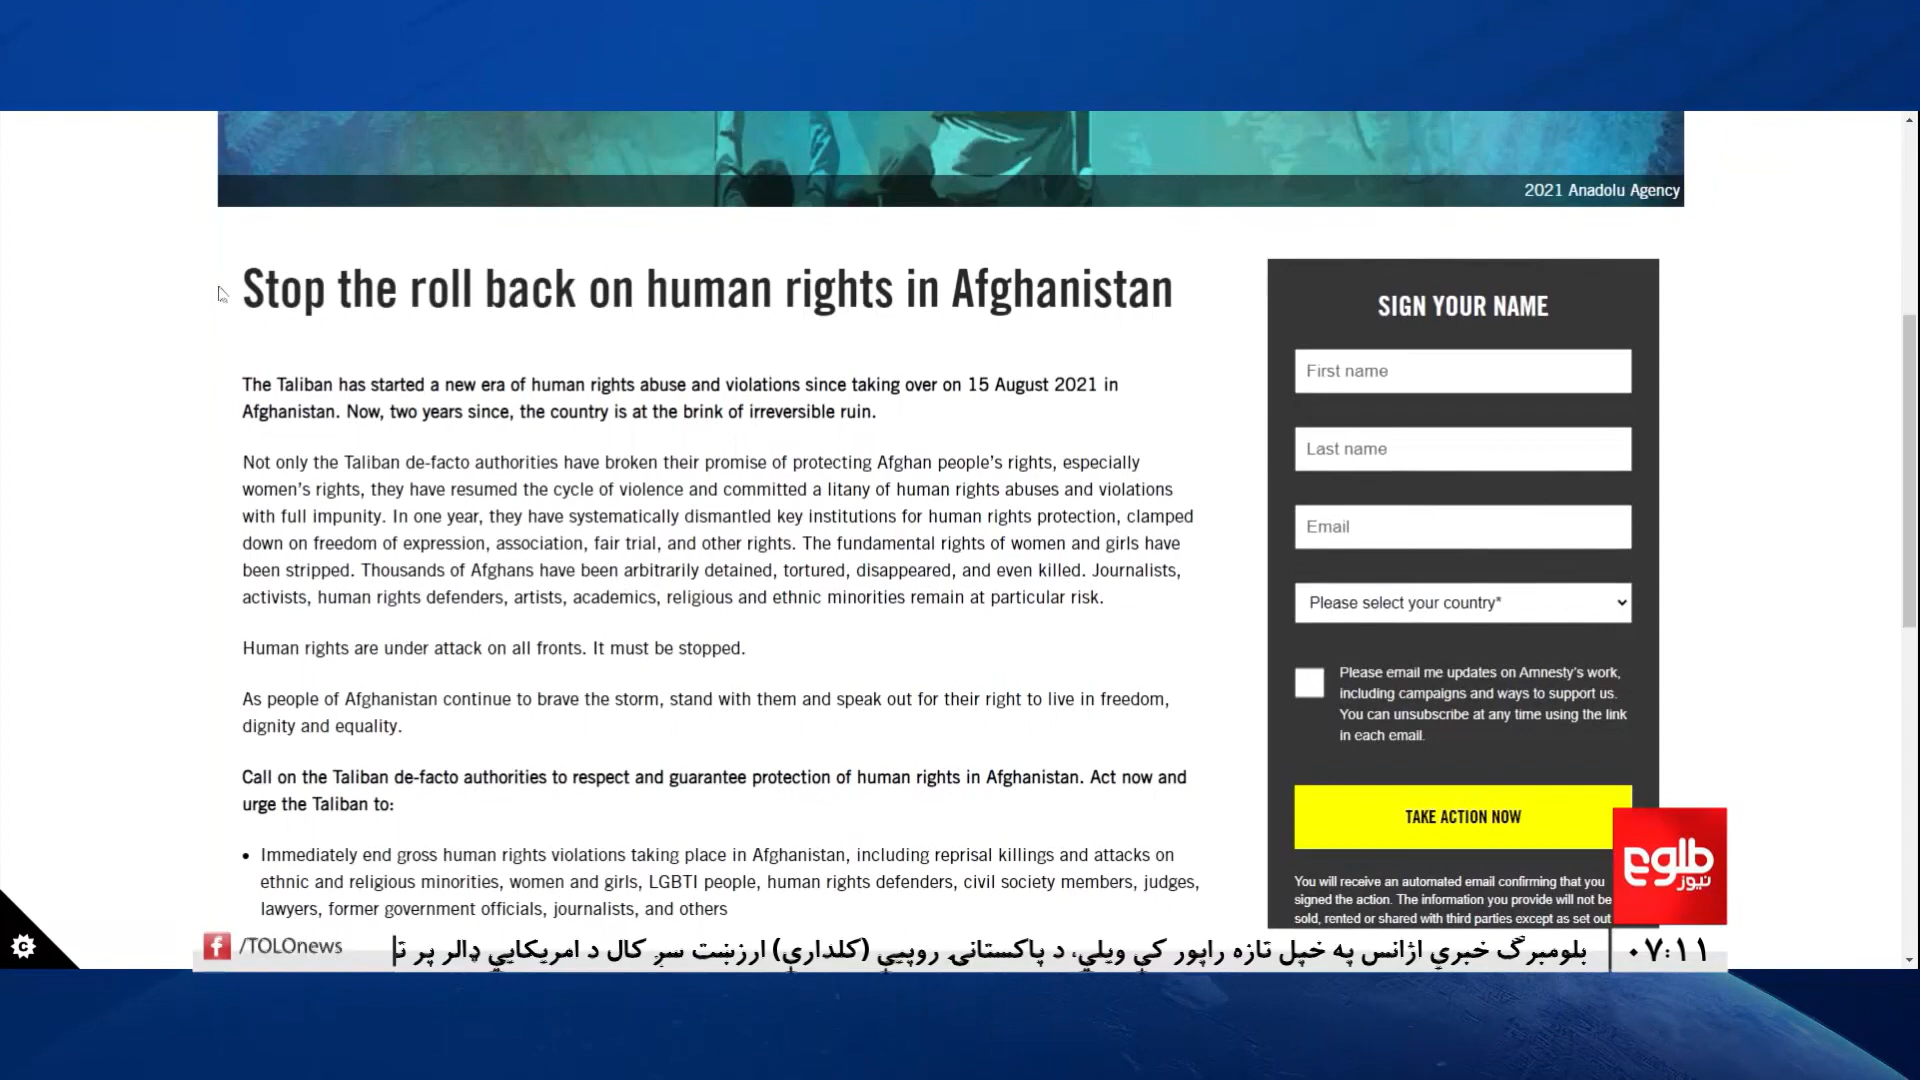 2021 Anadolu Agency
Stop the roll back on human rights in Afghanistan
The Taliban has started a new era of human rights abuse and violations since taking over on 15 August 2021 in
Afghanistan. Now, two years since, the country is at the brink of irreversible ruin.
Not only the Taliban de-facto authorities have broken their promise of protecting Afghan people’s rights, especially
women’s rights, they have resumed the cycle of violence and committed a litany of human rights abuses and violations
with full impunity. In one year, they have systematically dismantled key institutions for human rights protection, clamped
down on freedom of expression, association, fair trial, and other rights. The fundamental rights of women and girls have
been stripped. Thousands of Afghans have been arbitrarily detained, tortured, disappeared, and even killed. Journalists,
activists, human rights defenders, artists, academics, religious and ethnic minorities remain at particular risk.
Human rights are under attack on all fronts. It must be stopped.
As people of Afghanistan continue to brave the storm, stand with them and speak out for their right to live in freedom,
dignity and equality.
Call on the Taliban de-facto authorities to respect and guarantee protection of human rights in Afghanistan. Act now and
urge the Taliban to:
• Immediately end gross human rights violations taking place in Afghanistan, including reprisal killings and attacks on
ethnic and religious minorities, women and girls, LGBTI people, human rights defenders, civil society members, judges,
lawyers, former government officials, journalists, and others
SIGN YOUR NAME
First name
Last name
Email
Please select your country*
Please email me updates on Amnesty’s work,
including campaigns and ways to support us.
You can unsubscribe at any time using the link
in each email.
TAKE ACTION NOW
You will receive an automated email confirming that you
signed the action. The information you provide will not be
sold, rented or shared with third parties except as set out
طلوع
نیوز
/TOLOnews
بلومبرګ خبري اژانس په خپل تازه راپور کې ویلي، د پاکستانۍ روپیې (کلدارې) ارزښت سږ کال د امریکایي ډالر پر
۰۷:۱۱